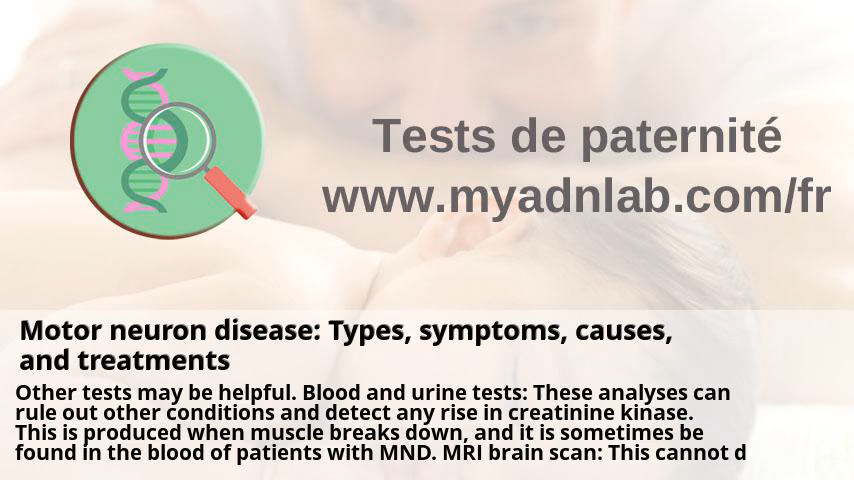 Tests de paternité
www.myadnlab.com/fr
Motor neuron disease: Types, symptoms, causes,
and treatments
Other tests may be helpful. Blood and urine tests: These analyses can
rule out other conditions and detect any rise in creatinine kinase.
This is produced when muscle breaks down, and it is sometimes be
found in the blood of patients with MND. MRI brain scan: This cannot d